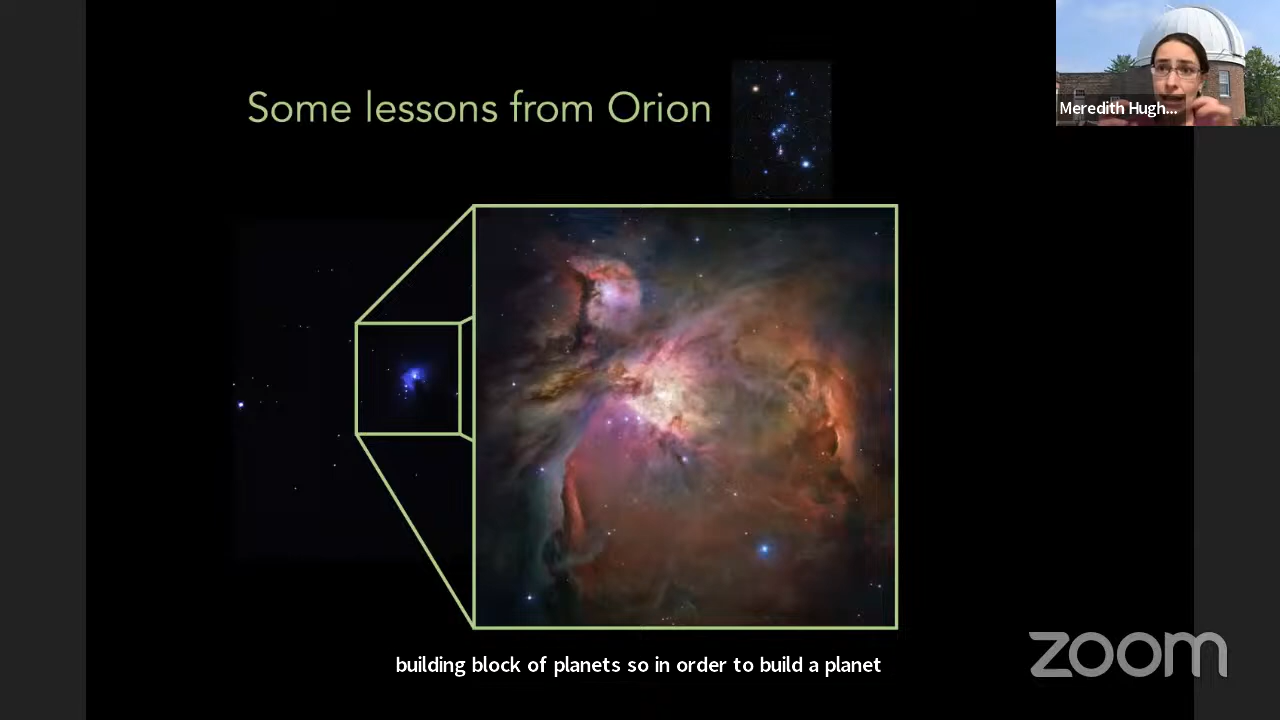 Some lessons from Orion
Meredith Hugh...
building block of planets so in order to build a planet
zoom